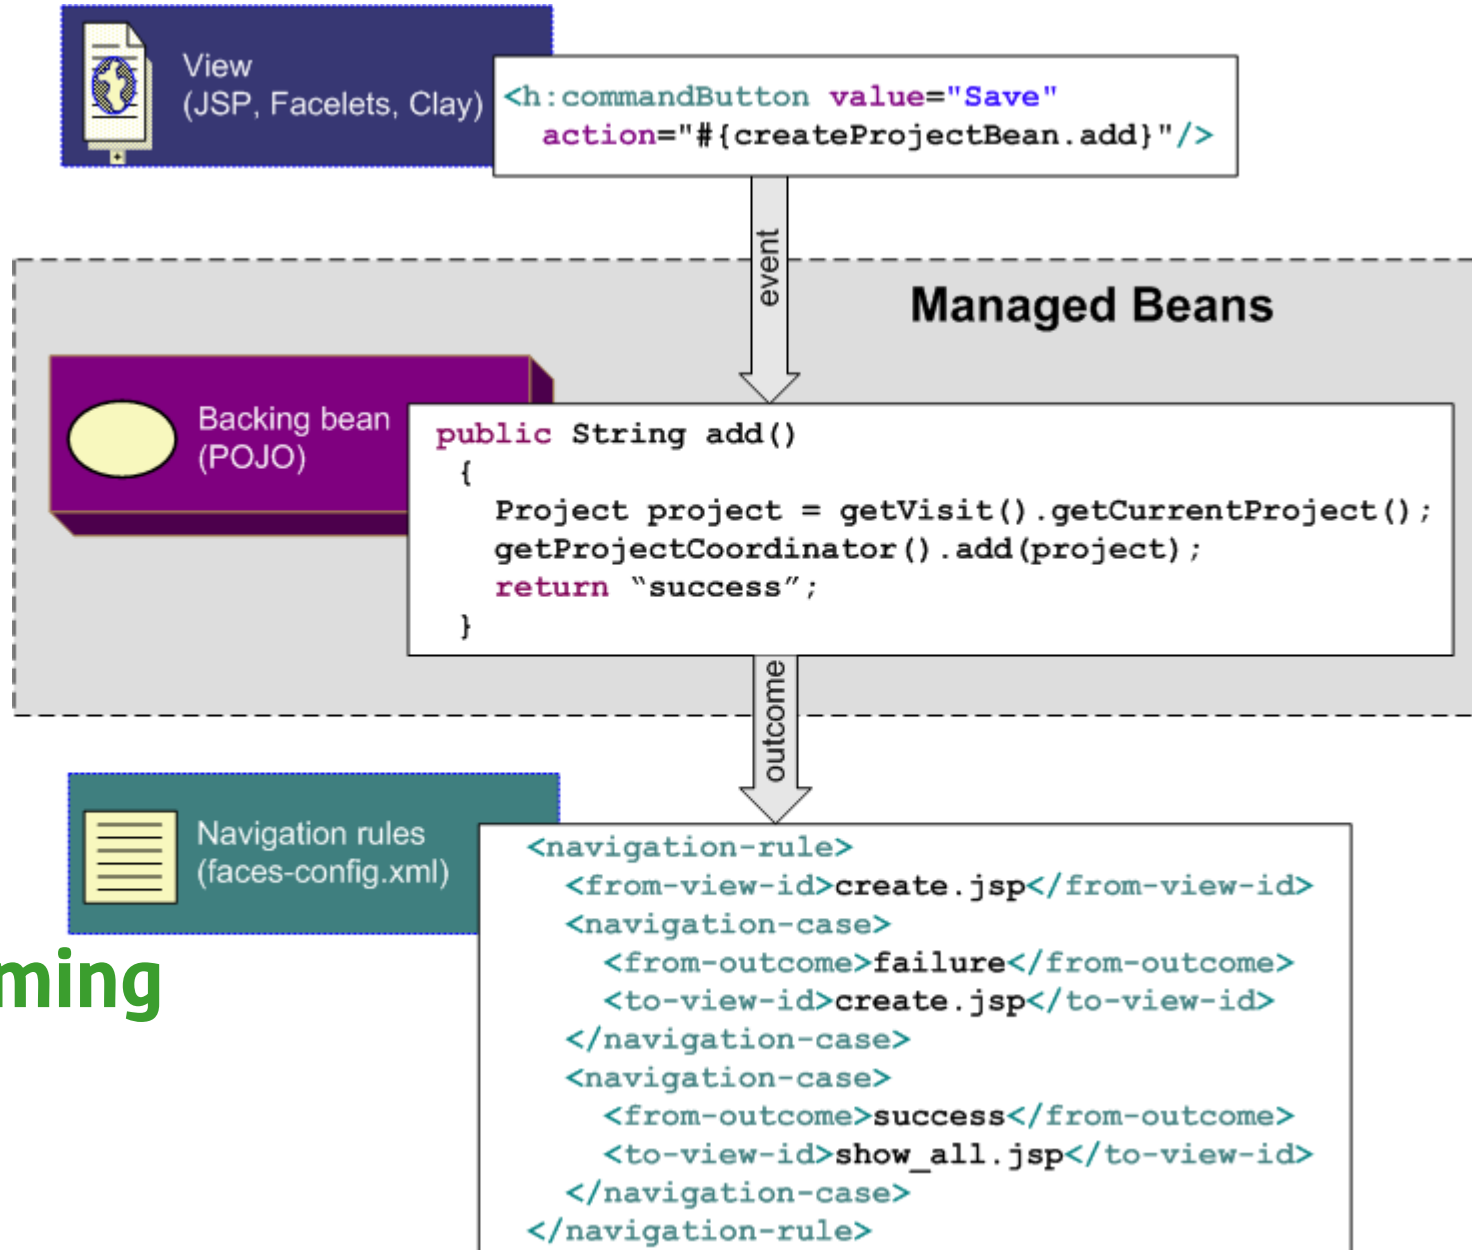 View
(JSP, Facelets, Clay)
<h:commandButton value="Save"
action="#{createProjectBean.add}"/>
event
Managed Beans
Backing bean
(POJO)
public String add()
{
Project project = getVisit().getCurrentProject();
getProjectCoordinator().add(project);
return “success”;
}
outcome
Navigation rules
(faces-config.xml)
<navigation-rule>
<from-view-id>create.jsp</from-view-id>
<navigation-case>
<from-outcome>failure</from-outcome>
<to-view-id>create.jsp</to-view-id>
</navigation-case>
<navigation-case>
<from-outcome>success</from-outcome>
<to-view-id>show_all.jsp</to-view-id>
</navigation-case>
</navigation-rule>
ming